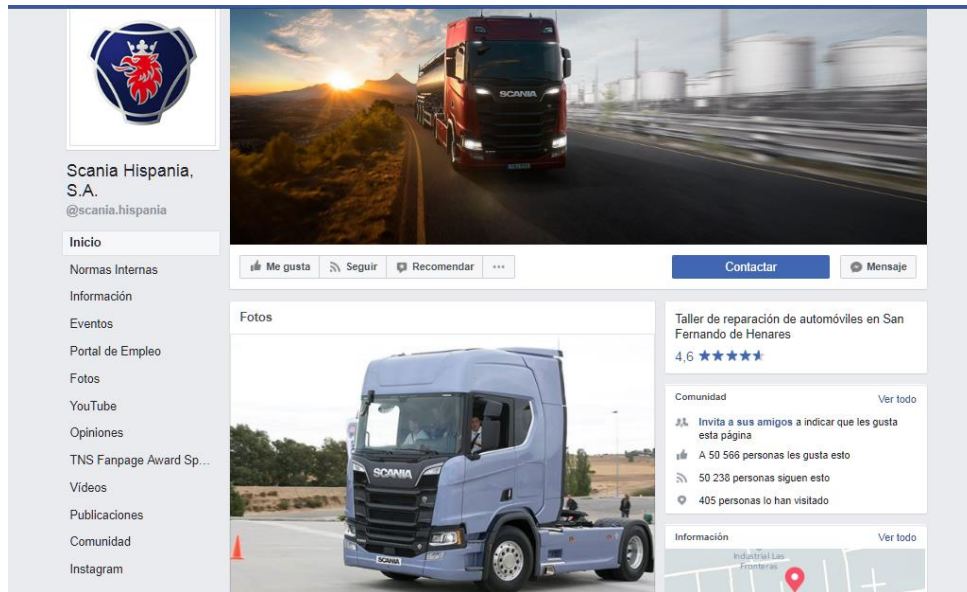 Scania Hispania,
S.A.
@scania.hispania
Inicio
Normas Internas
Información
Eventos
Portal de Empleo
Fotos
YouTube
Opiniones
TNS Fanpage Award Sp...
Vídeos
Publicaciones
Comunidad
Instagram
SCANIA
Me gusta
Seguir
Recomendar
...
Contactar
Mensaje
Fotos
SCANIA
SCANIA
Taller de reparación de automóviles en San
Fernando de Henares
4,6
Comunidad
Ver todo
Invita a sus amigos a indicar que les gusta
esta página
A 50 566 personas les gusta esto
50 238 personas siguen esto
405 personas lo han visitado
Información
Ver todo
Industrial Las
Fronteras